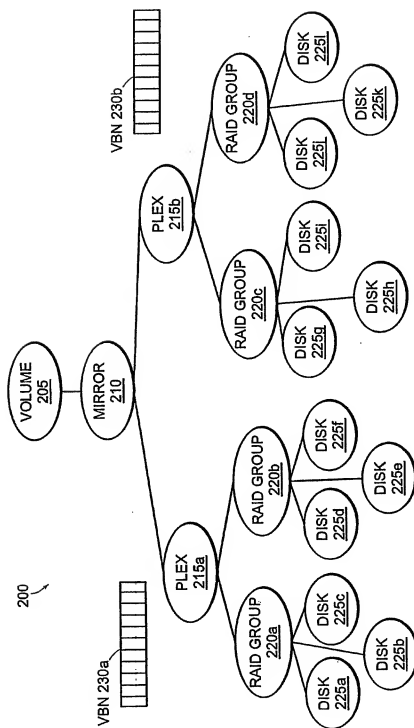 200
VOLUME
205
MIRROR
210
VBN 230a
VBN 230b
PLEX
215a
PLEX
215b
RAID GROUP
220a
RAID GROUP
220b
RAID GROUP
220c
RAID GROUP
220d
DISK
225a
DISK
225b
DISK
225c
DISK
225d
DISK
225e
DISK
225f
DISK
225g
DISK
225h
DISK
225i
DISK
225j
DISK
225k
DISK
225l